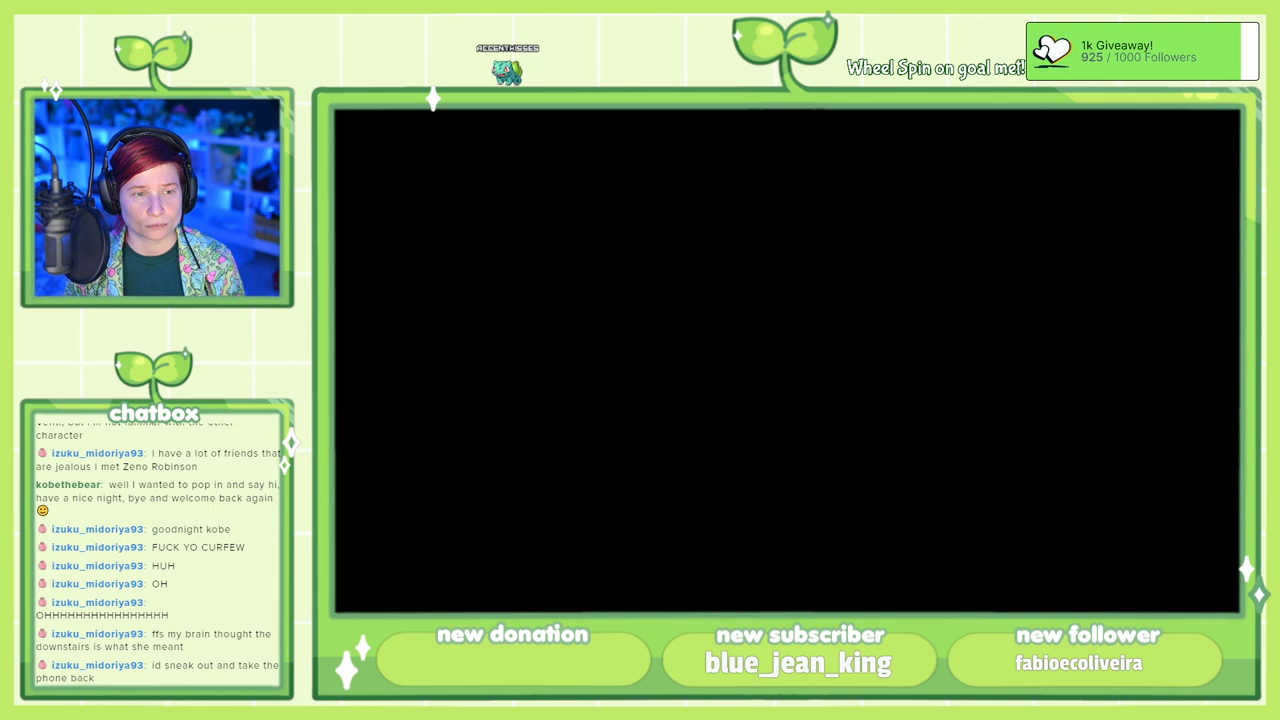 ACCENTKISSES
Wheel Spin on goal met!
1k Giveaway!
925 / 1000 Followers
chatbox
character
izuku_midoriya93: I have a lot of friends that
are jealous I met Zeno Robinson
kobethebear: well I wanted to pop in and say hi,
have a nice night, bye and welcome back again
izuku_midoriya93: goodnight kobe
izuku_midoriya93: FUCK YO CURFEW
izuku_midoriya93: HUH
izuku_midoriya93: OH
izuku_midoriya93:
OHHHHHHHHHHHHHHHH
izuku_midoriya93: ffs my brain thought the
downstairs is what she meant
izuku_midoriya93: id sneak out and take the
phone back
new donation
new subscriber
blue_jean_king
new follower
fabioecoliveira